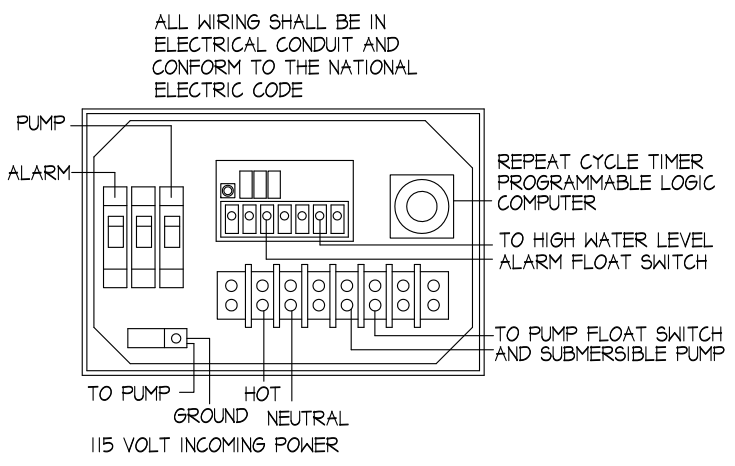 ALL WIRING SHALL BE IN
ELECTRICAL CONDUIT AND
CONFORM TO THE NATIONAL
ELECTRIC CODE
PUMP
ALARM
REPEAT CYCLE TIMER
PROGRAMMABLE LOGIC
COMPUTER
TO HIGH WATER LEVEL
ALARM FLOAT SWITCH
TO PUMP FLOAT SWITCH
AND SUBMERSIBLE PUMP
TO PUMP
HOT
GROUND
NEUTRAL
115 VOLT INCOMING POWER